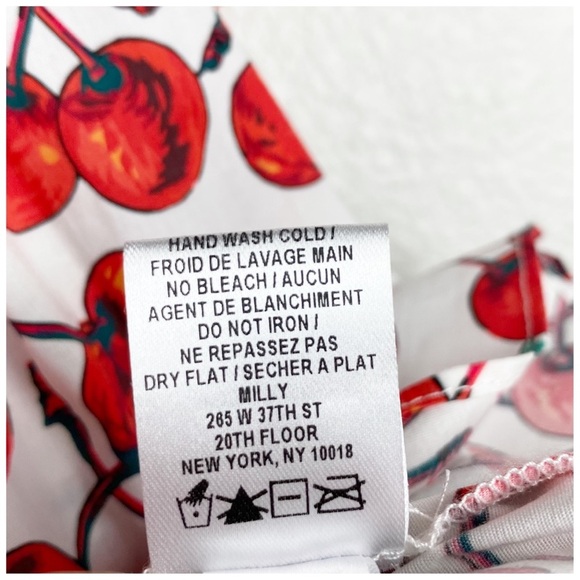 HAND WASH COLD /
FROID DE LAVAGE MAIN
NO BLEACH / AUCUN
AGENT DE BLANCHIMENT
DO NOT IRON /
NE REPASSEZ PAS
DRY FLAT / SECHER A PLAT
MILLY
265 W 37TH ST
20TH FLOOR
NEW YORK, NY 10018